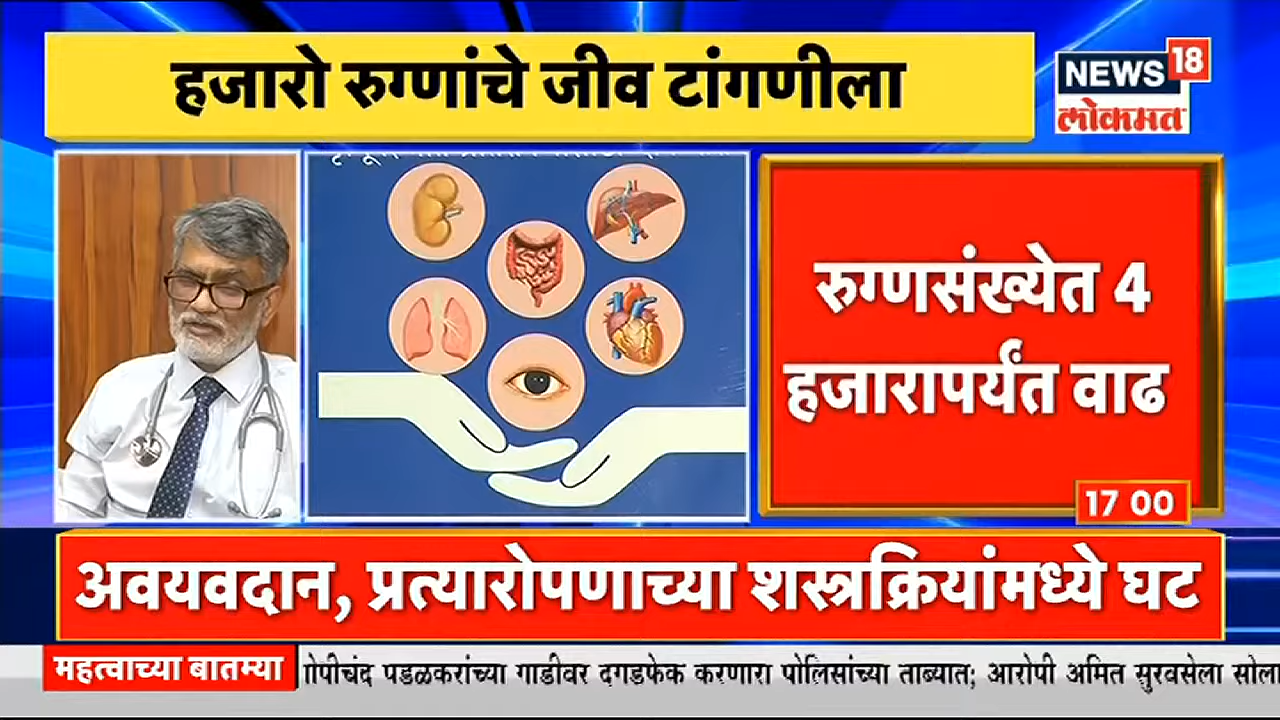 हजारो रुग्णांचे जीव टांगणीला
NEWS 18
लोकमत
रुग्णसंख्येत 4
हजारापर्यंत वाढ
17 00
अवयवदान, प्रत्यारोपणाच्या शस्त्रक्रियांमध्ये घट
महत्वाच्या बातम्या
गोपीचंद पडळकरांच्या गाडीवर दगडफेक करणारा पोलिसांच्या ताब्यात; आरोपी अमित सुरवसेला सोला